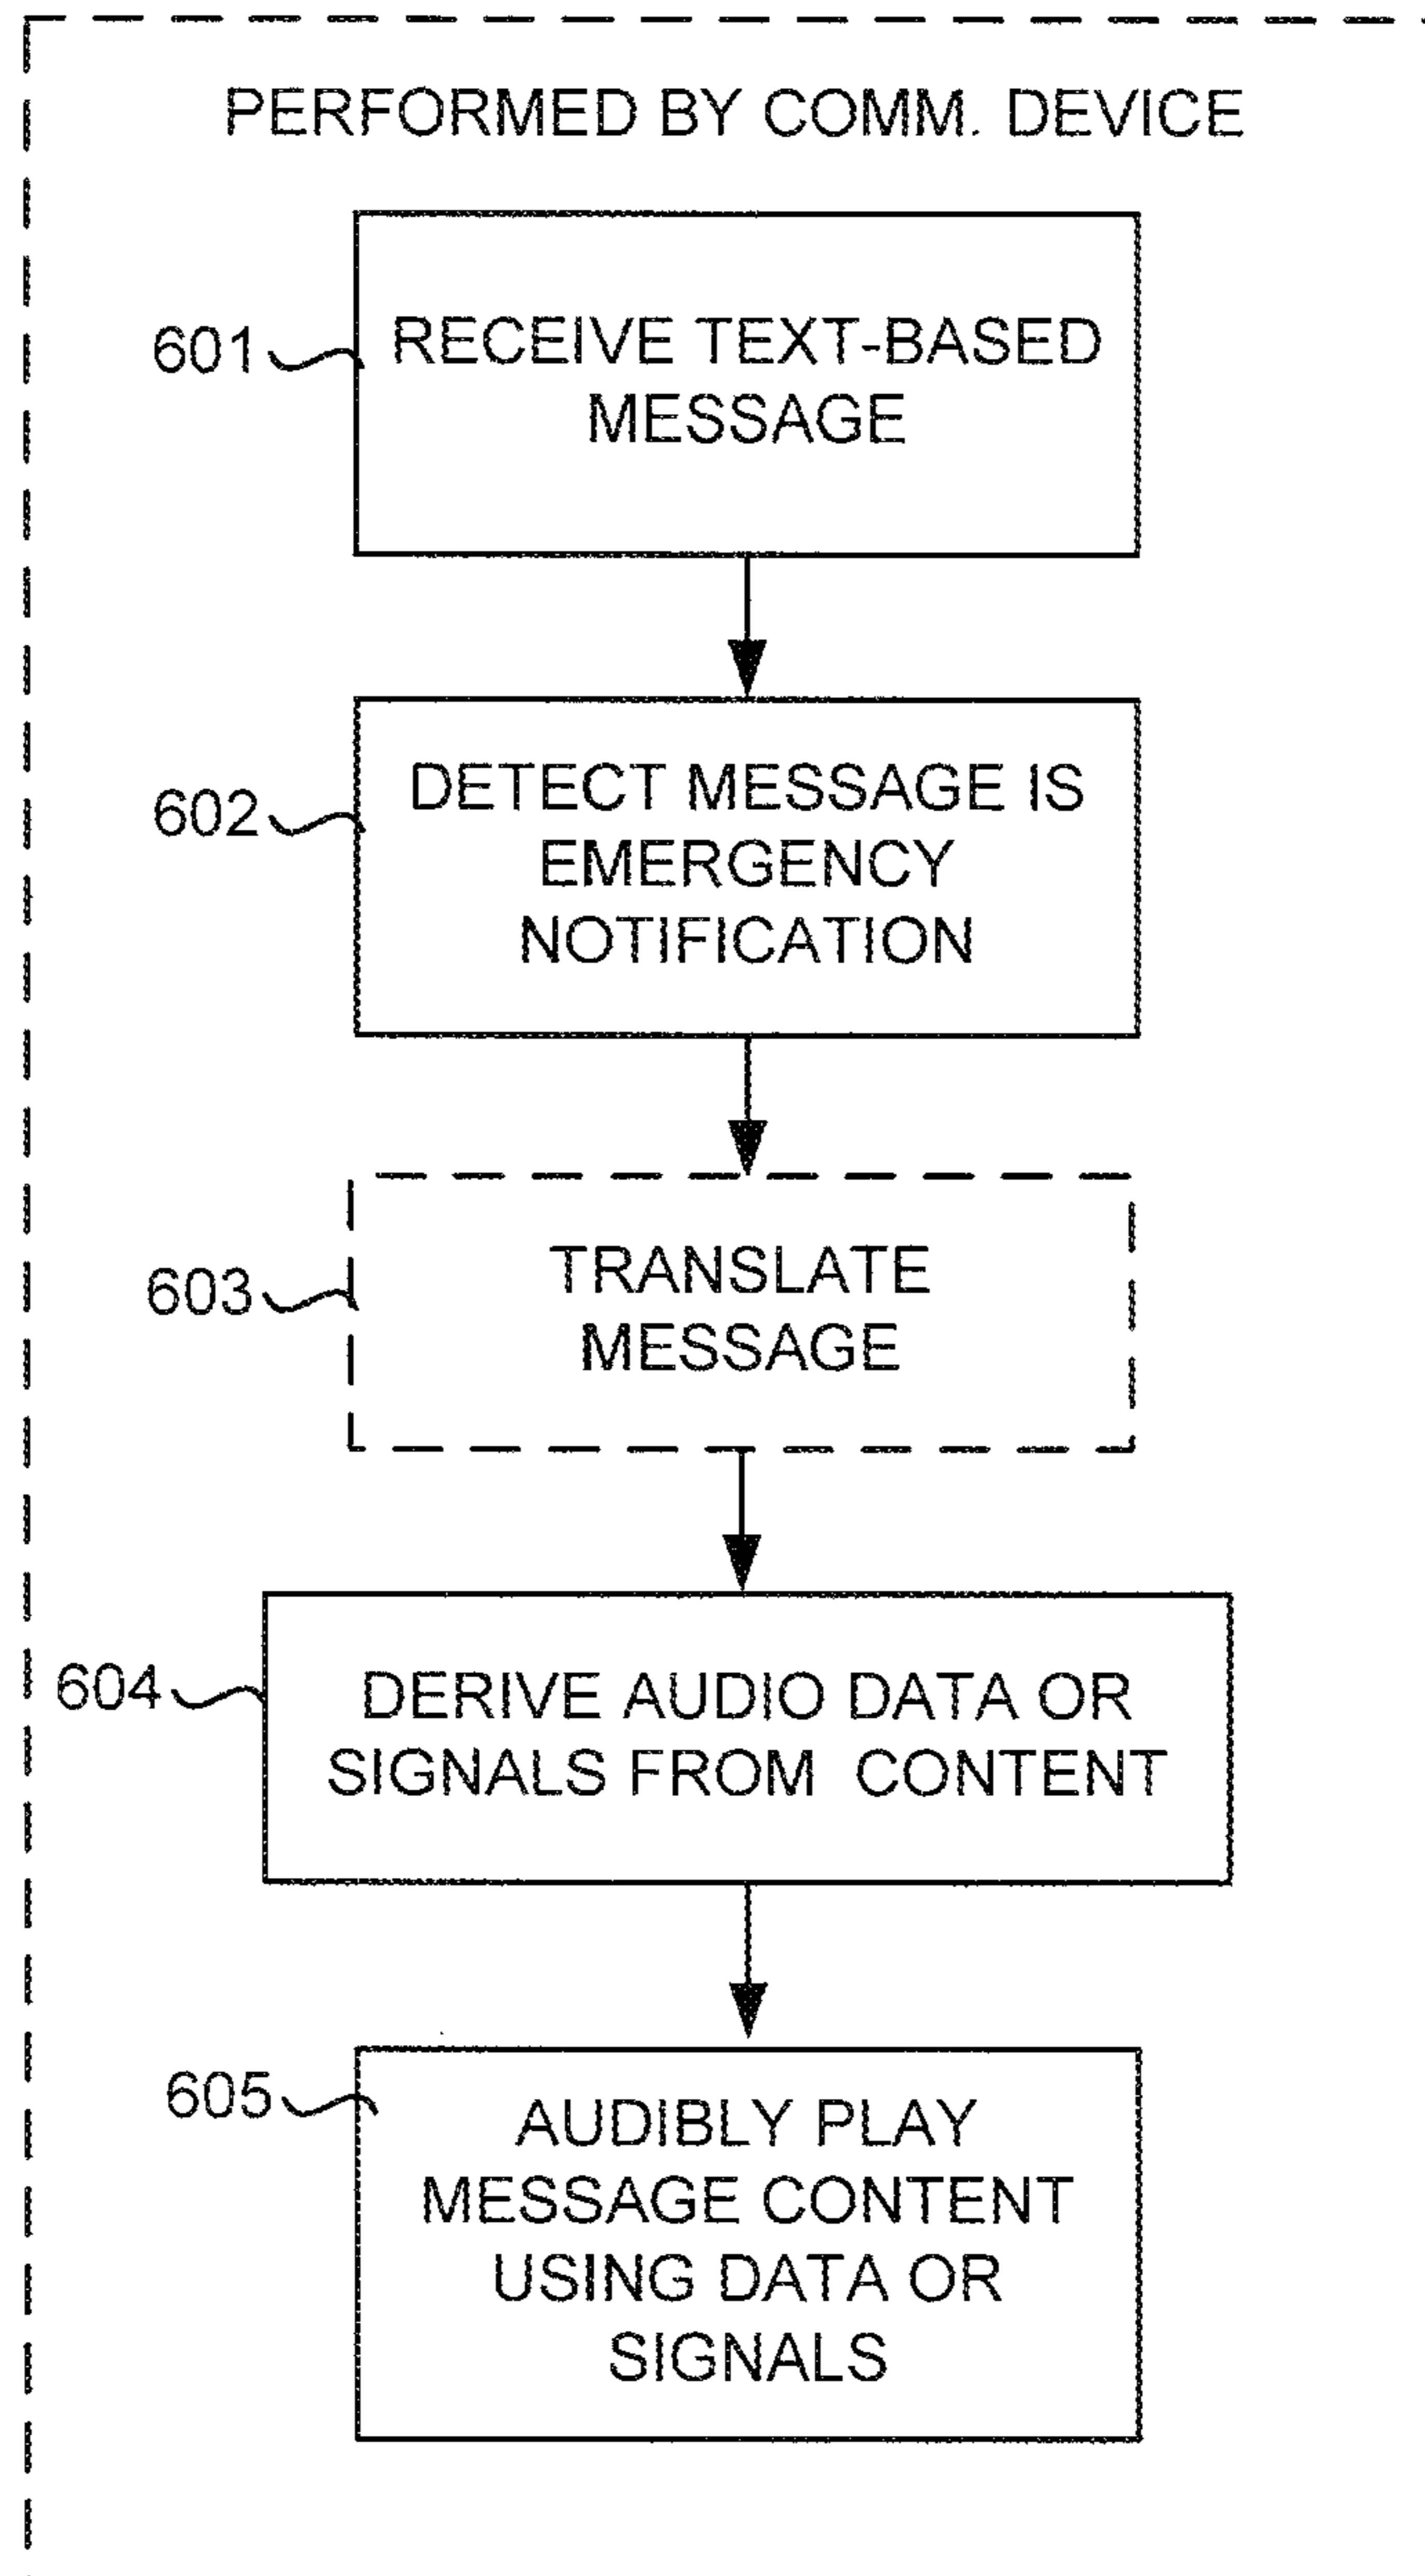 PERFORMED BY COMM. DEVICE
601
RECEIVE TEXT-BASED
MESSAGE
602
DETECT MESSAGE IS
EMERGENCY
NOTIFICATION
603
TRANSLATE
MESSAGE
604
DERIVE AUDIO DATA OR
SIGNALS FROM CONTENT
605
AUDIBLY PLAY
MESSAGE CONTENT
USING DATA OR
SIGNALS